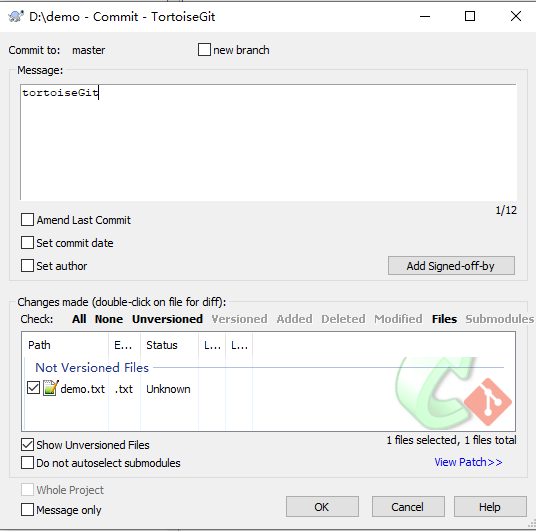 D:\demo - Commit - TortoiseGit
Commit to: master new branch
Message:
tortoiseGit
1/12
Amend Last Commit
Set commit date
Set author
Add Signed-off-by
Changes made (double-click on file for diff):
Check: All None Unversioned Versioned Added Deleted Modified Files Submodules
Path E... Status L... L...
Not Versioned Files
demo.txt .txt Unknown
Show Unversioned Files
1 files selected, 1 files total
Do not autoselect submodules
View Patch>>
Whole Project
Message only
OK Cancel Help